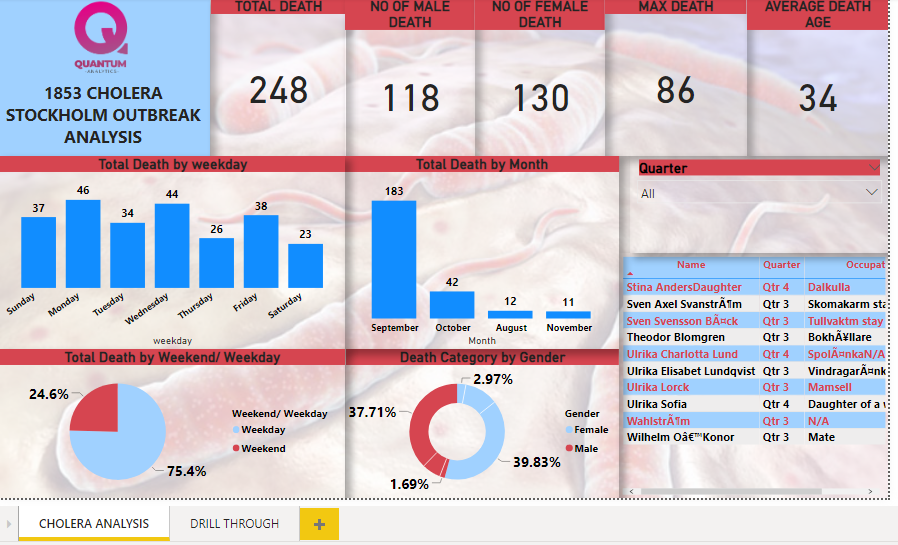 QUANTUM
-ANALYTICS-
1853 CHOLERA
STOCKHOLM OUTBREAK
ANALYSIS
TOTAL DEATH
248
NO OF MALE
DEATH
118
NO OF FEMALE
DEATH
130
MAX DEATH
86
AVERAGE DEATH
AGE
34
Total Death by weekday
37
46
34
44
26
38
23
Sunday
Monday
Tuesday
Wednesday
Thursday
Friday
Saturday
weekday
Total Death by Month
183
42
12
11
September
October
August
November
Month
Quarter
All
Name Quarter Occupat
Stina AndersDaughter Qtr 4 Dalkulla
Sven Axel SvanstrÃ¶m Qtr 3 Skomakarm sta
Sven Svensson BÃ¤ck Qtr 3 Tullvaktm stay
Theodor Blomgren Qtr 3 BokhÃ¥llare
Ulrika Charlotta Lund Qtr 4 SpolÃ¤nkaN/A
Ulrika Elisabet Lundqvist Qtr 3 VindragarÃ¤nk
Ulrika Lorck Qtr 3 Mamsell
Ulrika Sofia Qtr 4 Daughter of a
WahlstrÃ¶m Qtr 3 N/A
Wilhelm Oâ€™Konor Qtr 3 Mate
Total Death by Weekend/ Weekday
24.6%
75.4%
Weekend/ Weekday
Weekday
Weekend
Death Category by Gender
2.97%
37.71%
39.83%
1.69%
Gender
Female
Male
CHOLERA ANALYSIS
DRILL THROUGH
+